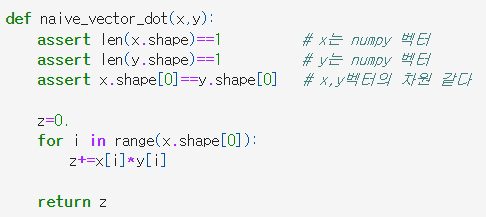 def naive_vector_dot(x,y):
    assert len(x.shape)==1          # x는 numpy 벡터
    assert len(y.shape)==1          # y는 numpy 벡터
    assert x.shape[0]==y.shape[0]   # x,y벡터의 차원 같다
    z=0.
    for i in range(x.shape[0]):
        z+=x[i]*y[i]
    return z